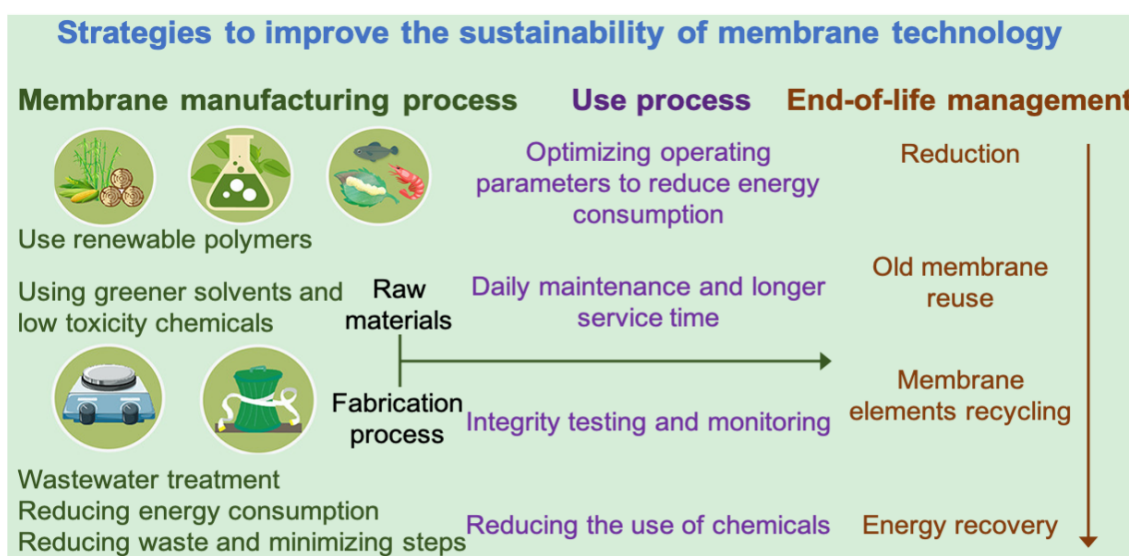 Strategies to improve the sustainability of membrane technology
Membrane manufacturing process
Use renewable polymers
Using greener solvents and
low toxicity chemicals
Raw
materials
Fabrication
process
Wastewater treatment
Reducing energy consumption
Reducing waste and minimizing steps
Use process
Optimizing operating
parameters to reduce energy
consumption
Daily maintenance and longer
service time
Integrity testing and monitoring
Reducing the use of chemicals
End-of-life management
Reduction
Old membrane
reuse
Membrane
elements recycling
Energy recovery